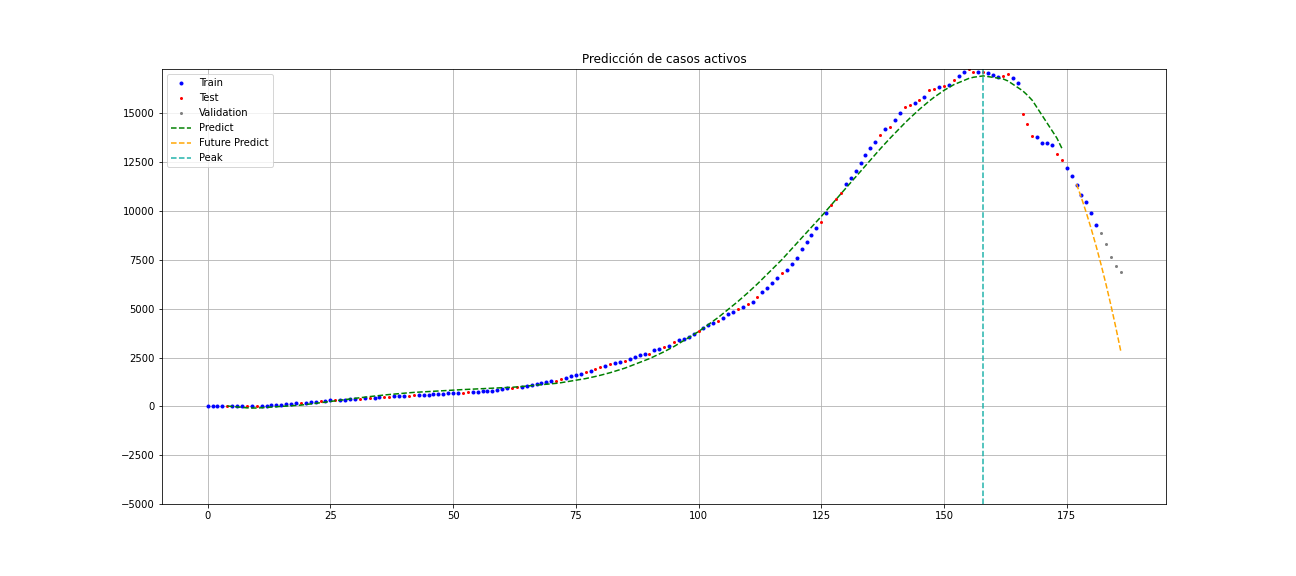 Predicción de casos activos
Train
Test
Validation
Predict
Future Predict
Peak
15000
12500
10000
7500
5000
2500
0
−2500
−5000
0 25 50 75 100 125 150 175